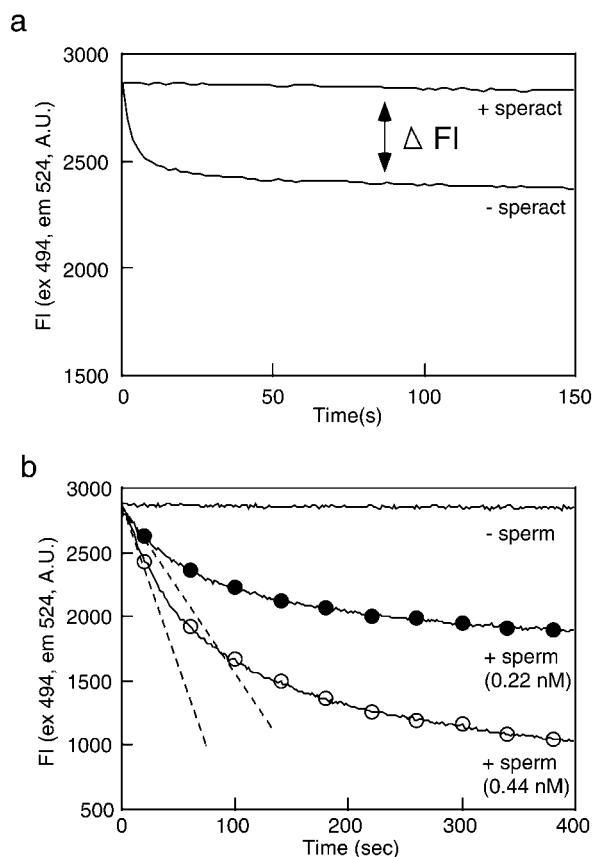 a
3000
2500
2000
1500
FI (ex 494, em 524, A.U.)
+ speract
Δ FI
- speract
0
50
100
150
Time(s)
b
3000
2500
2000
1500
1000
500
FI (ex 494, em 524, A.U.)
- sperm
+ sperm
(0.22 nM)
+ sperm
(0.44 nM)
0
100
200
300
400
Time (sec)